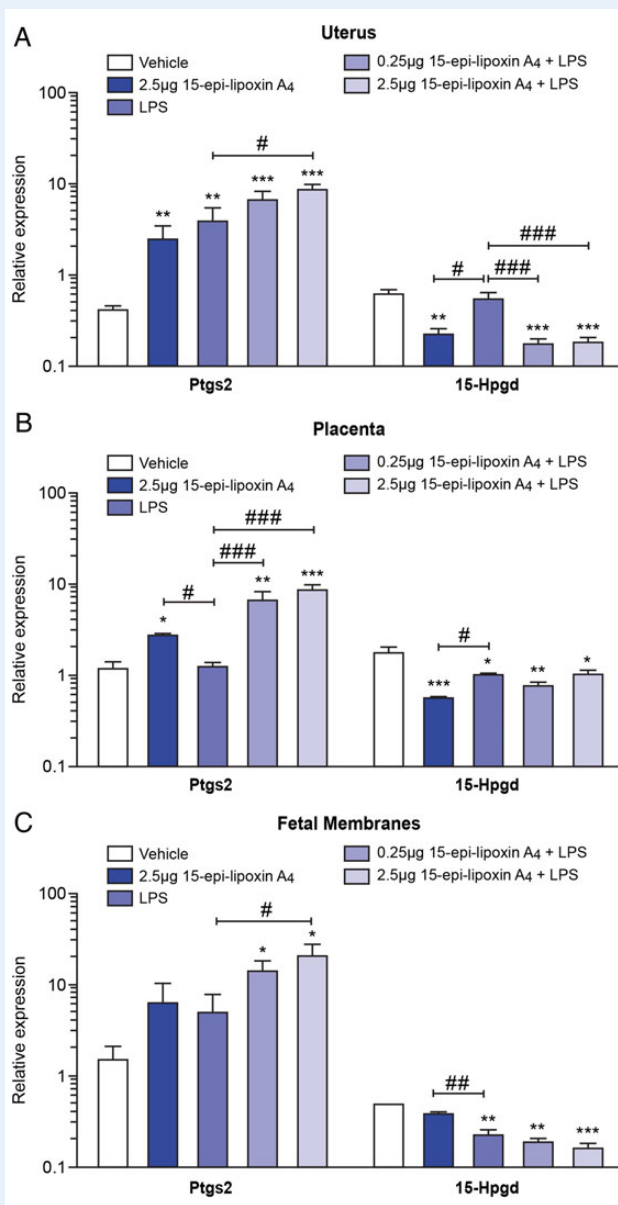 A
Uterus
Vehicle
2.5µg 15-epi-lipoxin A4
LPS
0.25µg 15-epi-lipoxin A4 + LPS
2.5µg 15-epi-lipoxin A4 + LPS
Relative expression
100
10
1
0.1
**
**
***
***
#
**
***
***
#
###
###
Ptgs2
15-Hpgd
B
Placenta
Vehicle
2.5µg 15-epi-lipoxin A4
LPS
0.25µg 15-epi-lipoxin A4 + LPS
2.5µg 15-epi-lipoxin A4 + LPS
Relative expression
100
10
1
0.1
*
#
###
###
**
***
***
#
*
**
*
Ptgs2
15-Hpgd
C
Fetal Membranes
Vehicle
2.5µg 15-epi-lipoxin A4
LPS
0.25µg 15-epi-lipoxin A4 + LPS
2.5µg 15-epi-lipoxin A4 + LPS
Relative expression
100
10
1
0.1
#
*
*
##
**
**
***
Ptgs2
15-Hpgd